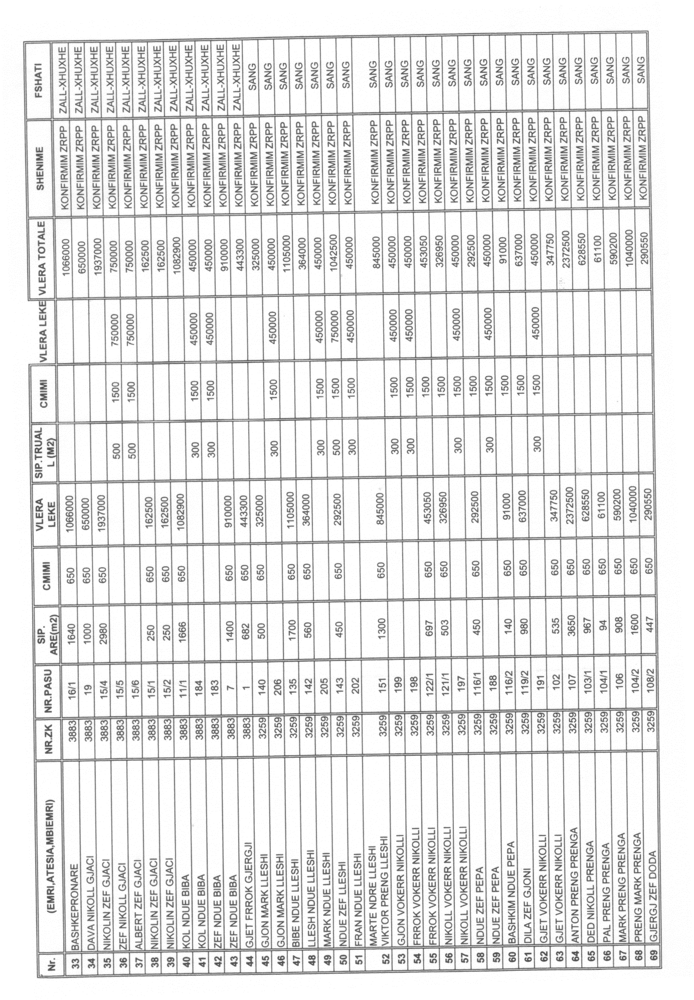 Nr. (EMRI,ATESIA,MBIEMRI) NR.ZK NR.PASU SIP. ARE(m2) CMIMI VLERA LEKE SIP.TRUALL (M2) CMIMI VLERA LEKE VLERA TOTALE SHENIME FSHATI
33 BASHKEPRONARE 3883 16/1 1640 650 1066000 1066000 KONFIRMIM ZRPP ZALL-XHUXHE
34 DAVA NIKOLL GJACI 3883 19 1000 650 650000 650000 KONFIRMIM ZRPP ZALL-XHUXHE
35 NIKOLIN ZEF GJACI 3883 15/4 2980 650 1937000 1937000 KONFIRMIM ZRPP ZALL-XHUXHE
36 ZEF NIKOLL GJACI 3883 15/5 500 1500 750000 750000 KONFIRMIM ZRPP ZALL-XHUXHE
37 ALBERT ZEF GJACI 3883 15/6 500 1500 750000 750000 KONFIRMIM ZRPP ZALL-XHUXHE
38 NIKOLIN ZEF GJACI 3883 15/1 250 650 162500 162500 KONFIRMIM ZRPP ZALL-XHUXHE
39 NIKOLIN ZEF GJACI 3883 15/2 250 650 162500 162500 KONFIRMIM ZRPP ZALL-XHUXHE
40 KOL NDUE BIBA 3883 11/1 1666 650 1082900 1082900 KONFIRMIM ZRPP ZALL-XHUXHE
41 KOL NDUE BIBA 3883 184 300 1500 450000 450000 KONFIRMIM ZRPP ZALL-XHUXHE
42 ZEF NDUE BIBA 3883 183 300 1500 450000 450000 KONFIRMIM ZRPP ZALL-XHUXHE
43 ZEF NDUE BIBA 3883 7 1400 650 910000 910000 KONFIRMIM ZRPP ZALL-XHUXHE
44 GJET FRROK GJERGJI 3883 1 682 650 443300 443300 KONFIRMIM ZRPP ZALL-XHUXHE
45 GJON MARK LLESHI 3259 140 500 650 325000 325000 KONFIRMIM ZRPP SANG
46 GJON MARK LLESHI 3259 206 300 1500 450000 450000 KONFIRMIM ZRPP SANG
47 BIBE NDUE LLESHI 3259 135 1700 650 1105000 1105000 KONFIRMIM ZRPP SANG
48 LLESH NDUE LLESHI 3259 142 560 650 364000 364000 KONFIRMIM ZRPP SANG
49 MARK NDUE LLESHI 3259 205 300 1500 450000 450000 KONFIRMIM ZRPP SANG
50 NDUE ZEF LLESHI 3259 143 450 650 292500 500 1500 750000 1042500 KONFIRMIM ZRPP SANG
51 FRAN NDUE LLESHI 3259 202 300 1500 450000 450000 KONFIRMIM ZRPP SANG
MARTE NDRE LLESHI
52 VIKTOR PRENG LLESHI 3259 151 1300 650 845000 845000 KONFIRMIM ZRPP SANG
53 GJON VOKERR NIKOLLI 3259 199 300 1500 450000 450000 KONFIRMIM ZRPP SANG
54 FRROK VOKERR NIKOLLI 3259 198 300 1500 450000 450000 KONFIRMIM ZRPP SANG
55 FRROK VOKERR NIKOLLI 3259 122/1 697 650 453050 1500 453050 KONFIRMIM ZRPP SANG
56 NIKOLL VOKERR NIKOLLI 3259 121/1 503 650 326950 1500 326950 KONFIRMIM ZRPP SANG
57 NIKOLL VOKERR NIKOLLI 3259 197 300 1500 450000 450000 KONFIRMIM ZRPP SANG
58 NDUE ZEF PEPA 3259 116/1 450 650 292500 1500 292500 KONFIRMIM ZRPP SANG
59 NDUE ZEF PEPA 3259 188 300 1500 450000 450000 KONFIRMIM ZRPP SANG
60 BASHKIM NDUE PEPA 3259 116/2 140 650 91000 1500 91000 KONFIRMIM ZRPP SANG
61 DILA ZEF GJONI 3259 119/2 980 650 637000 1500 637000 KONFIRMIM ZRPP SANG
62 GJET VOKERR NIKOLLI 3259 191 300 1500 450000 450000 KONFIRMIM ZRPP SANG
63 GJET VOKERR NIKOLLI 3259 102 535 650 347750 347750 KONFIRMIM ZRPP SANG
64 ANTON PRENG PRENGA 3259 107 3650 650 2372500 2372500 KONFIRMIM ZRPP SANG
65 DED NIKOLL PRENGA 3259 103/1 967 650 628550 628550 KONFIRMIM ZRPP SANG
66 PAL PRENG PRENGA 3259 104/1 94 650 61100 61100 KONFIRMIM ZRPP SANG
67 MARK PRENG PRENGA 3259 106 908 650 590200 590200 KONFIRMIM ZRPP SANG
68 PRENG MARK PRENGA 3259 104/2 1600 650 1040000 1040000 KONFIRMIM ZRPP SANG
69 GJERGJ ZEF DODA 3259 108/2 447 650 290550 290550 KONFIRMIM ZRPP SANG